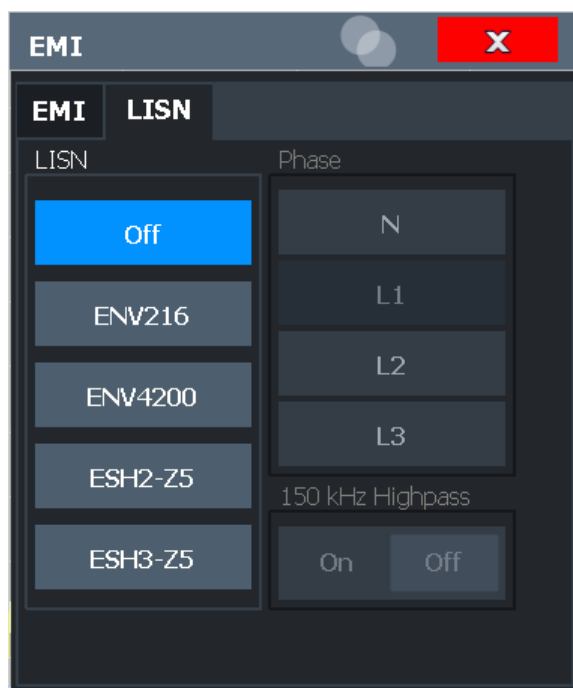 EMI
X
EMI LISN
LISN
Off
ENV216
ENV4200
ESH2-Z5
ESH3-Z5
Phase
N
L1
L2
L3
150 kHz Highpass
On Off